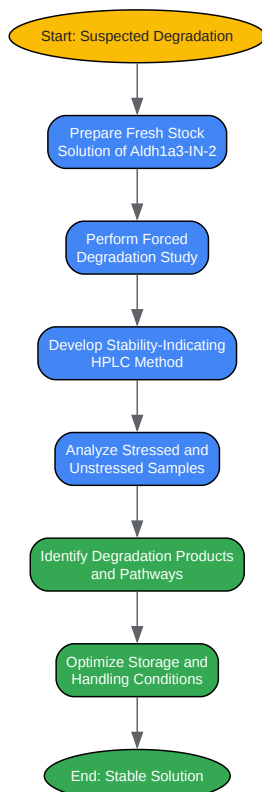 Start: Suspected Degradation
Prepare Fresh Stock
Solution of Aldh1a3-IN-2
Perform Forced
Degradation Study
Develop Stability-Indicating
HPLC Method
Analyze Stressed and
Unstressed Samples
Identify Degradation Products
and Pathways
Optimize Storage and
Handling Conditions
End: Stable Solution